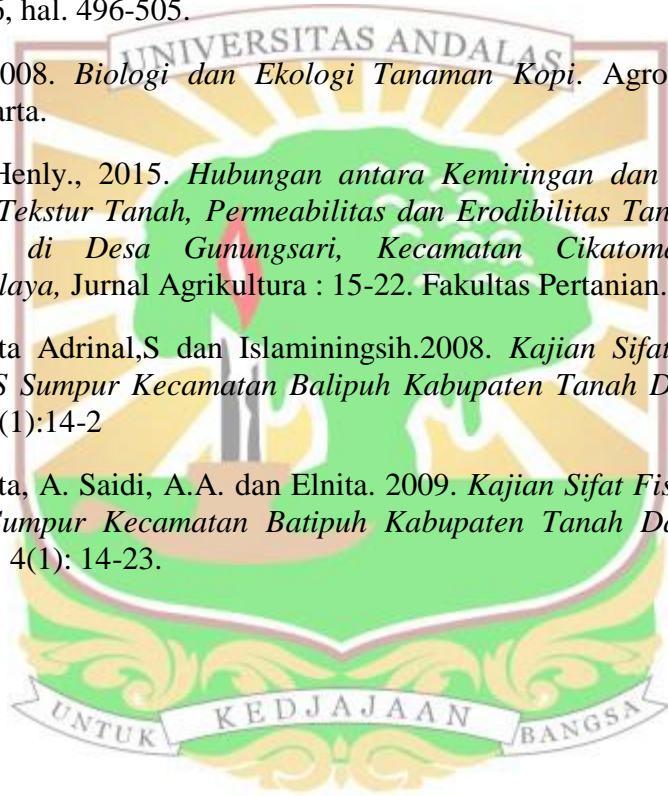 5, hal. 496-505.
UNIVERSITAS ANDALAS
008. Biologi dan Ekologi Tanaman Kopi. Agro
arta.
Henly., 2015. Hubungan antara Kemiringan dan
Tekstur Tanah, Permeabilitas dan Erodibilitas Tan
di Desa Gunungsari, Kecamatan Cikatoma
laya, Jurnal Agrikultura : 15-22. Fakultas Pertanian.
ta Adrinal,S dan Islaminingsih.2008. Kajian Sifat
S Sumpur Kecamatan Balipuh Kabupaten Tanah D
(1):14-2
ta, A. Saidi, A.A. dan Elnita. 2009. Kajian Sifat Fis
Sumpur Kecamatan Batipuh Kabupaten Tanah Da
4(1): 14-23.
UNTUK KEDJAJAAN BANGSA